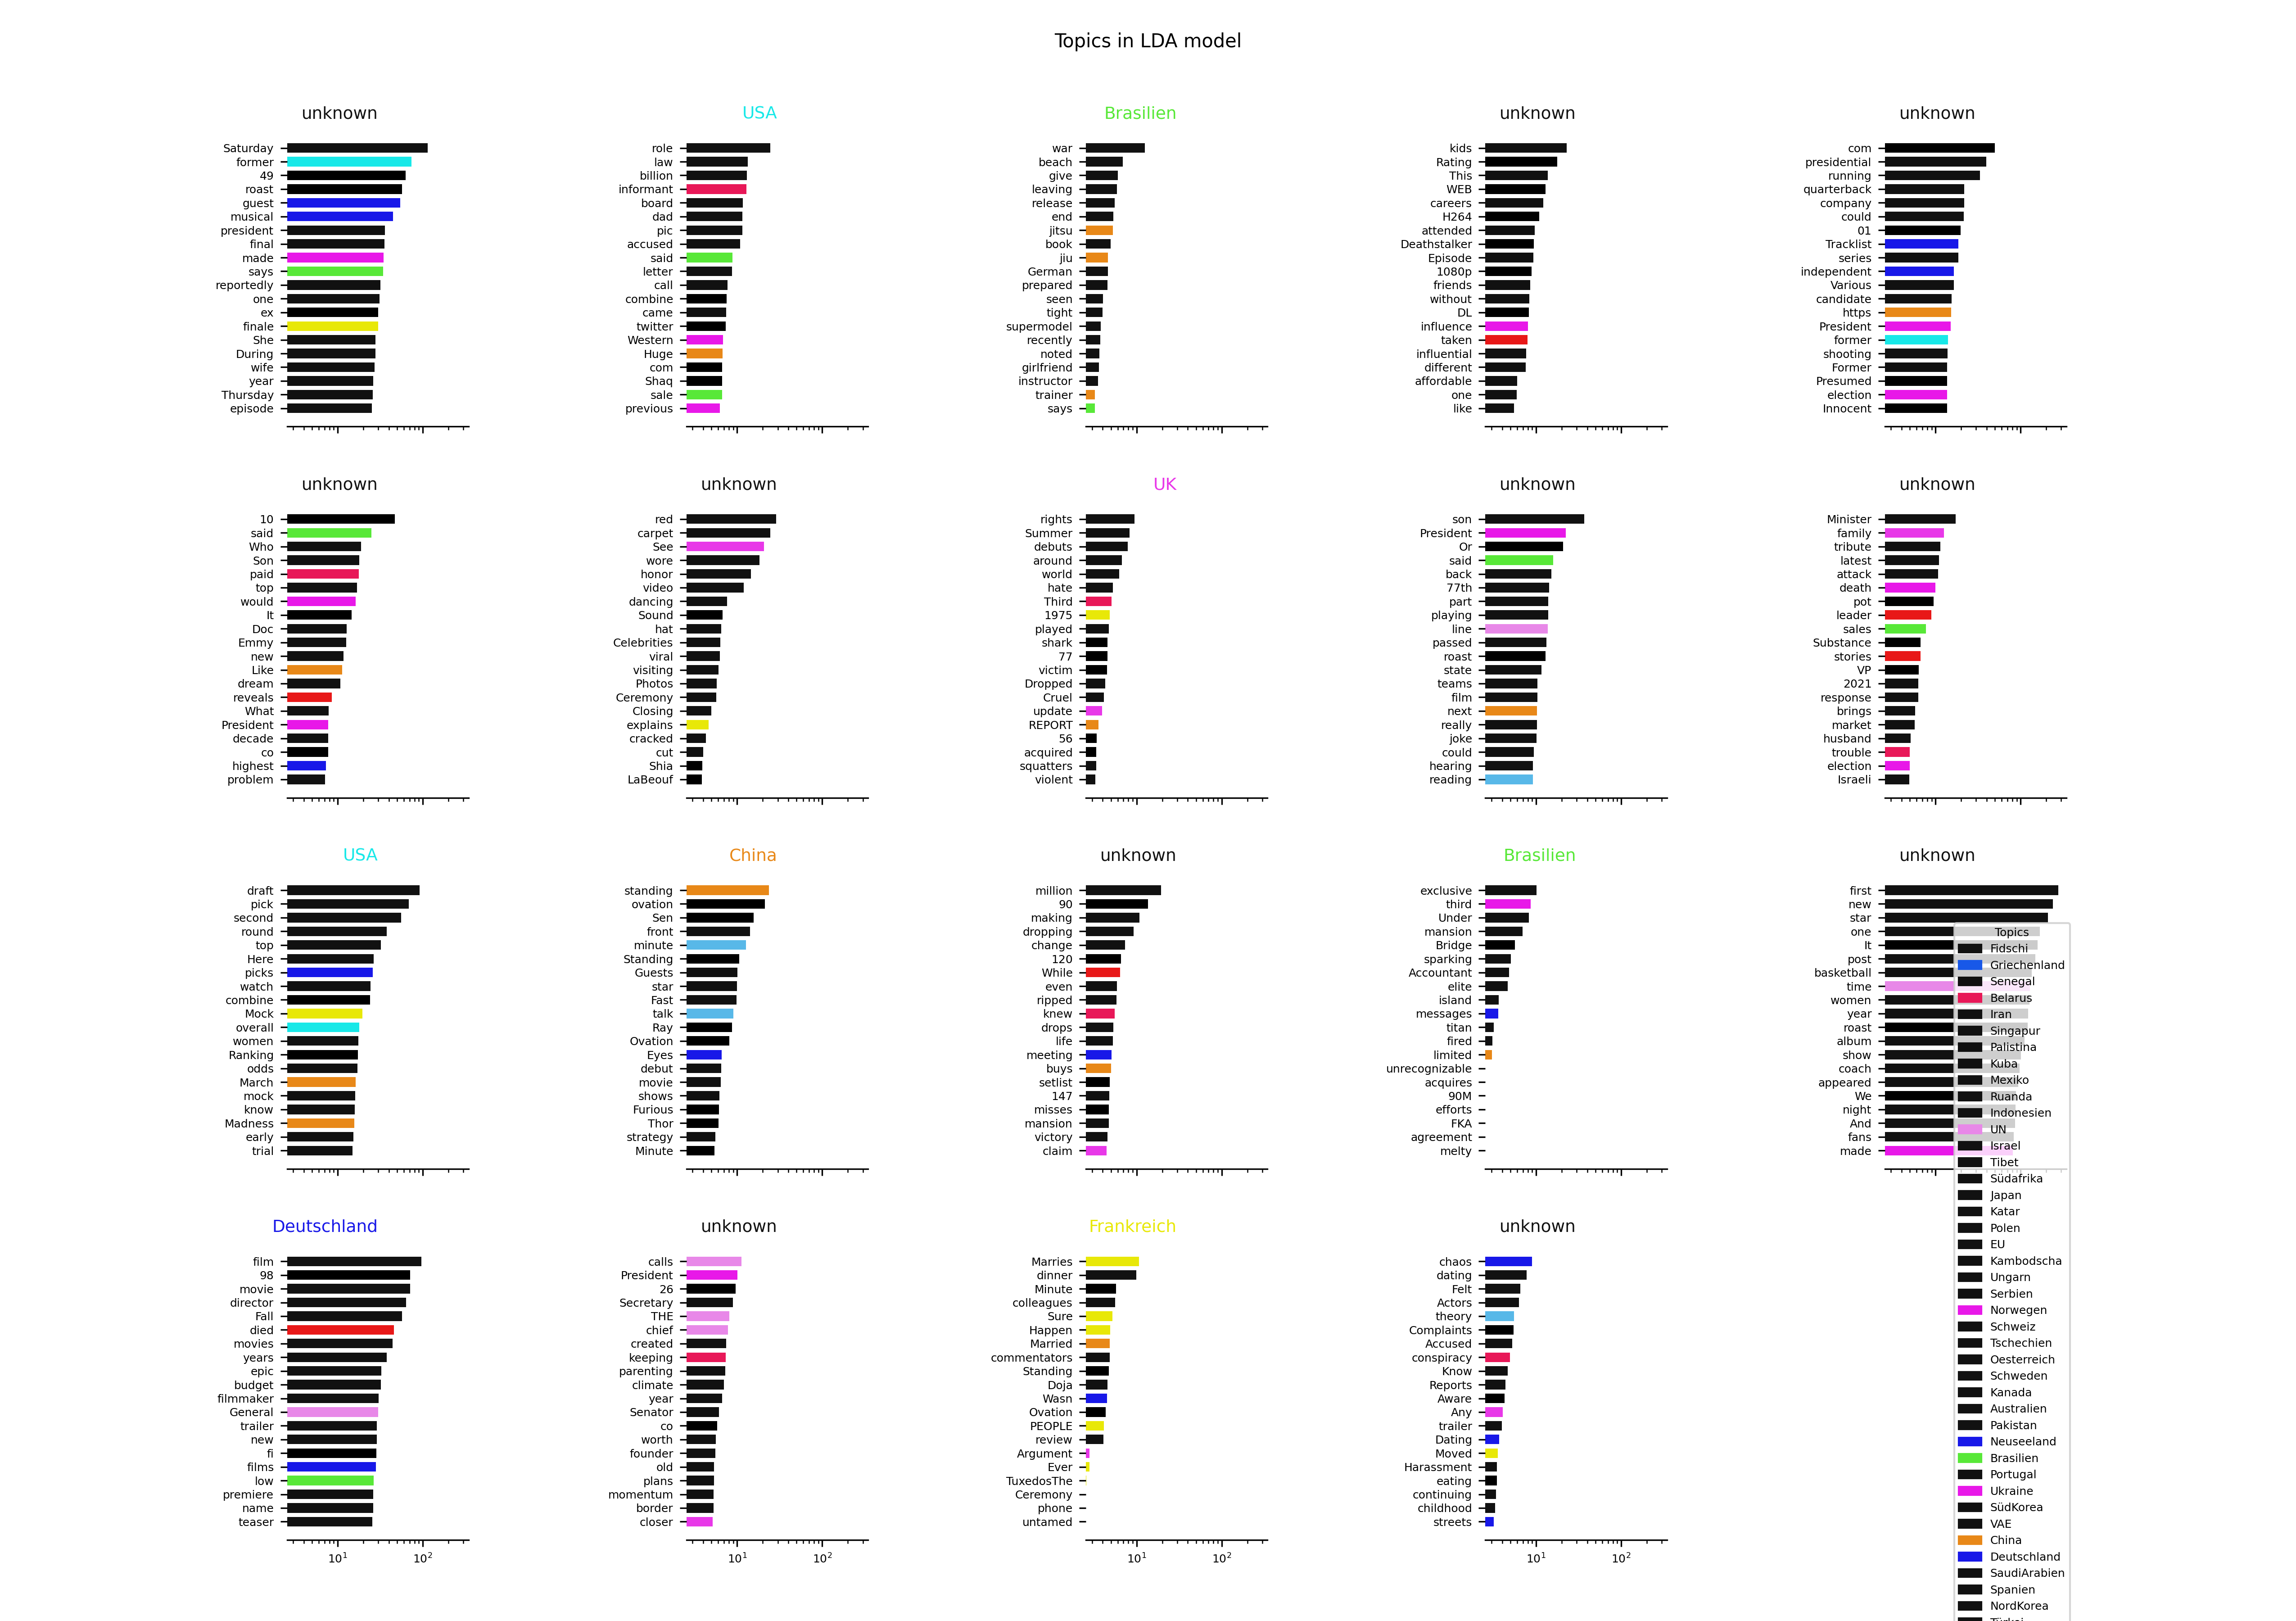 Topics in LDA model
unknown
Saturday
former
49
roast
guest
musical
president
final
made
says
reportedly
one
ex
finale
She
During
wife
year
Thursday
episode
USA
role
law
billion
informant
board
dad
pic
accused
said
letter
call
combine
came
twitter
Western
Huge
com
Shaq
sale
previous
Brasilien
war
beach
give
leaving
release
end
jitsu
book
jiu
German
prepared
seen
tight
supermodel
recently
noted
girlfriend
instructor
trainer
says
unknown
kids
Rating
This
WEB
careers
H264
attended
Deathstalker
Episode
1080p
friends
without
DL
influence
taken
influential
different
affordable
one
like
unknown
com
presidential
running
quarterback
company
could
01
Tracklist
series
independent
Various
candidate
https
President
former
shooting
Former
Presumed
election
Innocent
unknown
10
said
Who
Son
paid
top
would
It
Doc
Emmy
new
Like
dream
reveals
What
President
decade
co
highest
problem
unknown
red
carpet
See
wore
honor
video
dancing
Sound
hat
Celebrities
viral
visiting
Photos
Ceremony
Closing
explains
cracked
cut
Shia
LaBeouf
UK
rights
Summer
debuts
around
world
hate
Third
1975
played
shark
77
victim
Dropped
Cruel
update
REPORT
56
acquired
squatters
violent
unknown
son
President
Or
said
back
77th
part
playing
line
passed
roast
state
teams
film
next
really
joke
could
hearing
reading
unknown
Minister
family
tribute
latest
attack
death
pot
leader
sales
Substance
stories
VP
2021
response
brings
market
husband
trouble
election
Israeli
USA
draft
pick
second
round
top
Here
picks
watch
combine
Mock
overall
women
Ranking
odds
March
mock
know
Madness
early
trial
China
standing
ovation
Sen
front
minute
Standing
Guests
star
Fast
talk
Ray
Ovation
Eyes
debut
movie
shows
Furious
Thor
strategy
Minute
unknown
million
90
making
dropping
change
120
While
even
ripped
knew
drops
life
meeting
buys
setlist
147
misses
mansion
victory
claim
Brasilien
exclusive
third
Under
mansion
Bridge
sparking
Accountant
elite
island
messages
titan
fired
limited
unrecognizable
acquires
90M
efforts
FKA
agreement
melty
unknown
first
new
star
one
It
post
basketball
time
women
year
roast
album
show
coach
appeared
We
night
And
fans
made
Deutschland
film
98
movie
director
Fall
died
movies
years
epic
budget
filmmaker
General
trailer
new
fi
films
low
premiere
name
teaser
10^1 10^2
unknown
calls
President
26
Secretary
THE
chief
created
keeping
parenting
climate
year
Senator
co
worth
founder
old
plans
momentum
border
closer
10^1 10^2
Frankreich
Marries
dinner
Minute
colleagues
Sure
Happen
Married
commentators
Standing
Doja
Wasn
Ovation
PEOPLE
review
Argument
Ever
TuxedosThe
Ceremony
phone
untamed
10^1 10^2
unknown
chaos
dating
Felt
Actors
theory
Complaints
Accused
conspiracy
Know
Reports
Aware
Any
trailer
Dating
Moved
Harassment
eating
continuing
childhood
streets
10^1 10^2
Topics
Fidschi
Griechenland
Senegal
Belarus
Iran
Singapur
Palistina
Kuba
Mexiko
Ruanda
Indonesien
UN
Israel
Tibet
Südafrika
Japan
Katar
Polen
EU
Kambodscha
Ungarn
Serbien
Norwegen
Schweiz
Tschechien
Oesterreich
Schweden
Kanada
Australien
Pakistan
Neuseeland
Brasilien
Portugal
Ukraine
SüdKorea
VAE
China
Deutschland
SaudiArabien
Spanien
NordKorea